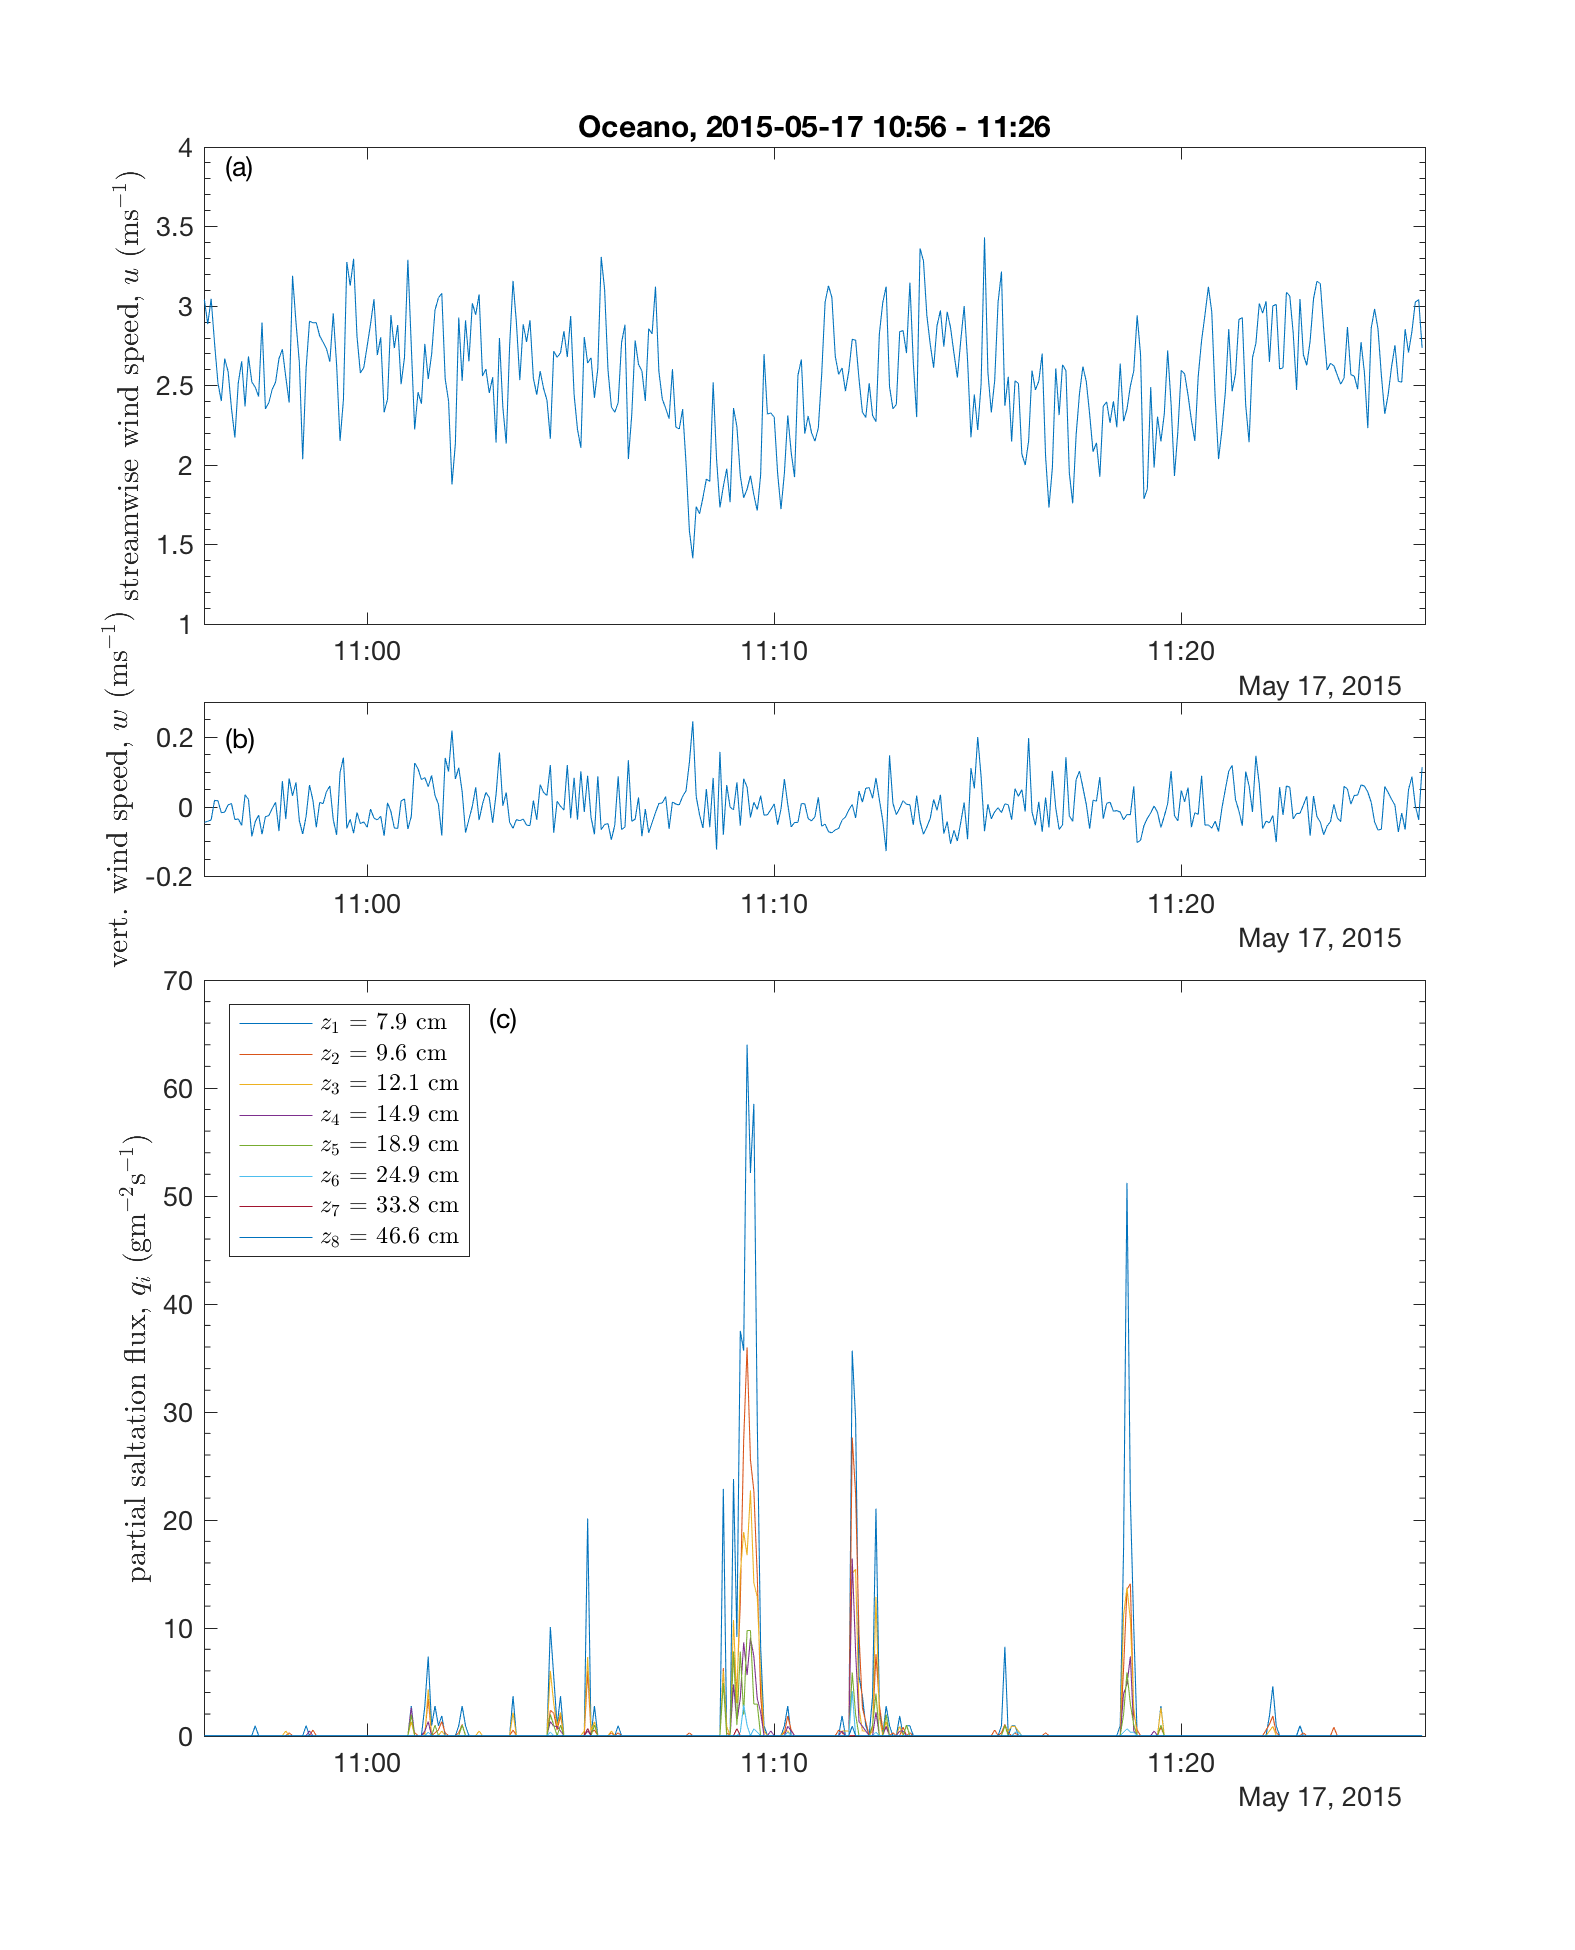 Oceano, 2015-05-17 10:56 - 11:26
(a)
streamwise wind speed, u (ms⁻¹)
4
3.5
3
2.5
2
1.5
1
11:00 11:10 11:20
May 17, 2015
(b)
vert. wind speed, w (ms⁻¹)
0.2
0
-0.2
11:00 11:10 11:20
May 17, 2015
(c)
partial saltation flux, qᵢ (gm⁻²s⁻¹)
70
60
50
40
30
20
10
0
z₁ = 7.9 cm
z₂ = 9.6 cm
z₃ = 12.1 cm
z₄ = 14.9 cm
z₅ = 18.9 cm
z₆ = 24.9 cm
z₇ = 33.8 cm
z₈ = 46.6 cm
11:00 11:10 11:20
May 17, 2015